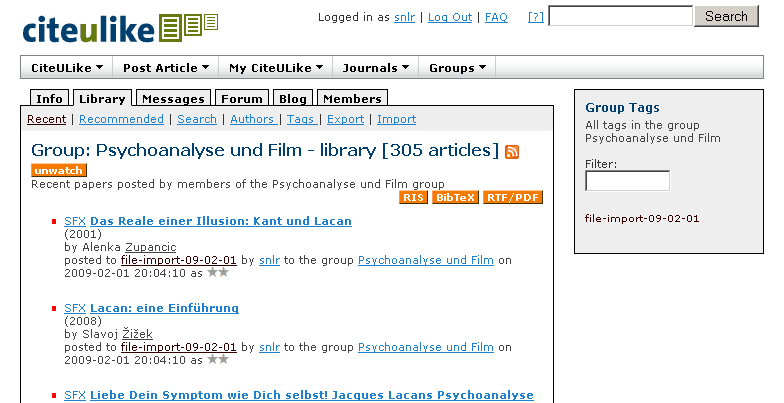 citeulike
Logged in as snlr | Log Out | FAQ [?] Search
CiteULike Post Article My CiteULike Journals Groups
Info Library Messages Forum Blog Members
Recent | Recommended | Search | Authors | Tags | Export | Import
Group: Psychoanalyse und Film - library [305 articles]
unwatch
Recent papers posted by members of the Psychoanalyse und Film group
RIS BibTeX RTF/PDF
SFX Das Reale einer Illusion: Kant und Lacan
(2001)
by Alenka Zupancic
posted to file-import-09-02-01 by snlr to the group Psychoanalyse und Film on
2009-02-01 20:04:10 as
SFX Lacan: eine Einführung
(2008)
by Slavoj Žižek
posted to file-import-09-02-01 by snlr to the group Psychoanalyse und Film on
2009-02-01 20:04:10 as
SFX Liebe Dein Symptom wie Dich selbst! Jacques Lacans Psychoanalyse
Group Tags
All tags in the group
Psychoanalyse und Film
Filter:
file-import-09-02-01